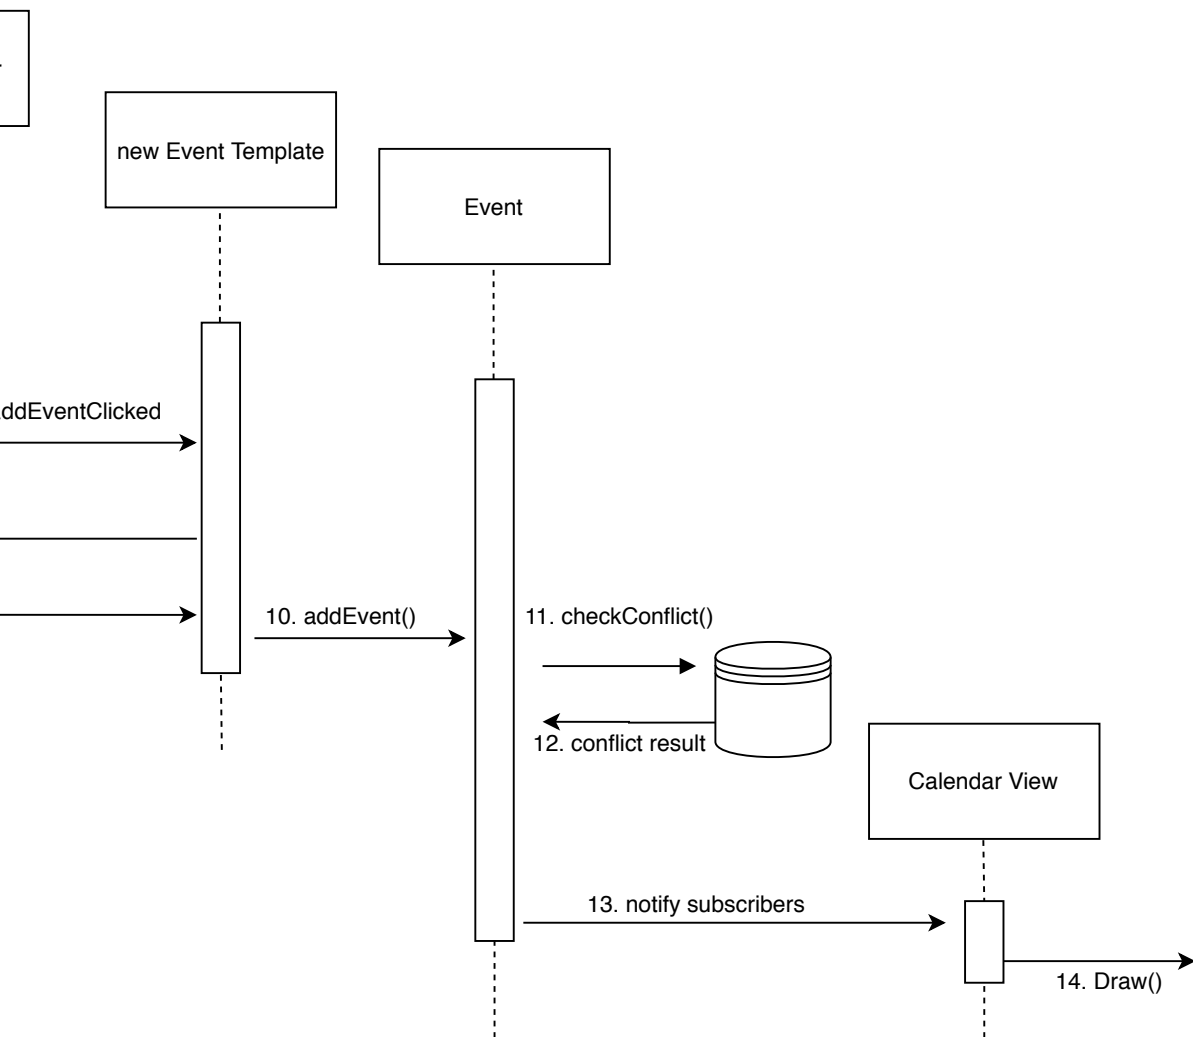 new Event Template
Event
ddEventClicked
10. addEvent()
11. checkConflict()
12. conflict result
Calendar View
13. notify subscribers
14. Draw()